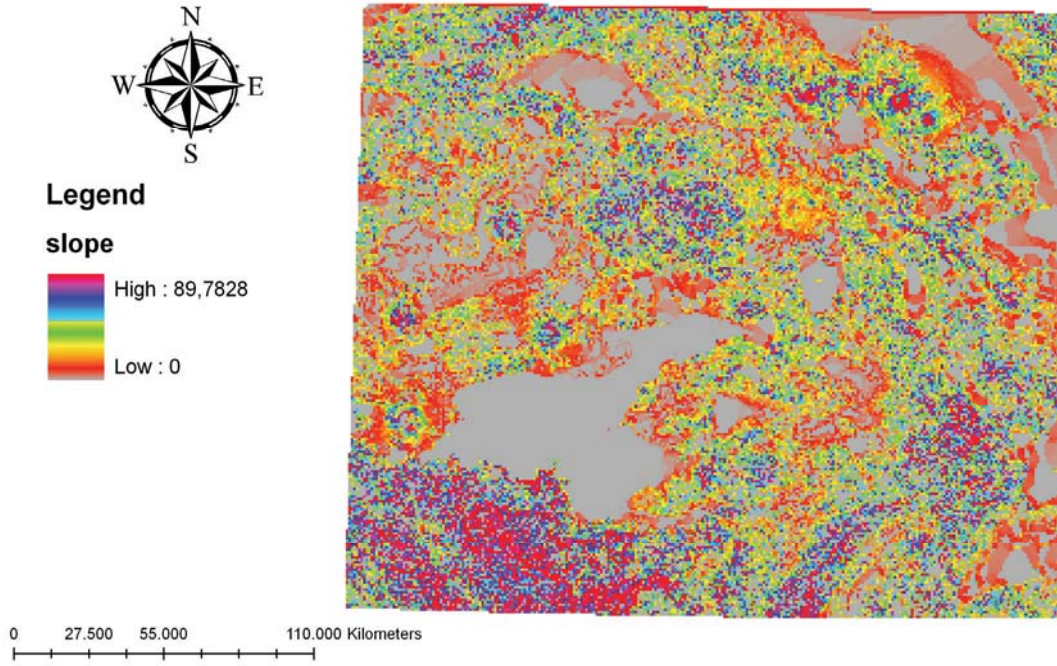 N
W E
S
Legend
slope
High : 89,7828
Low : 0
0 27.500 55.000 110.000 Kilometers